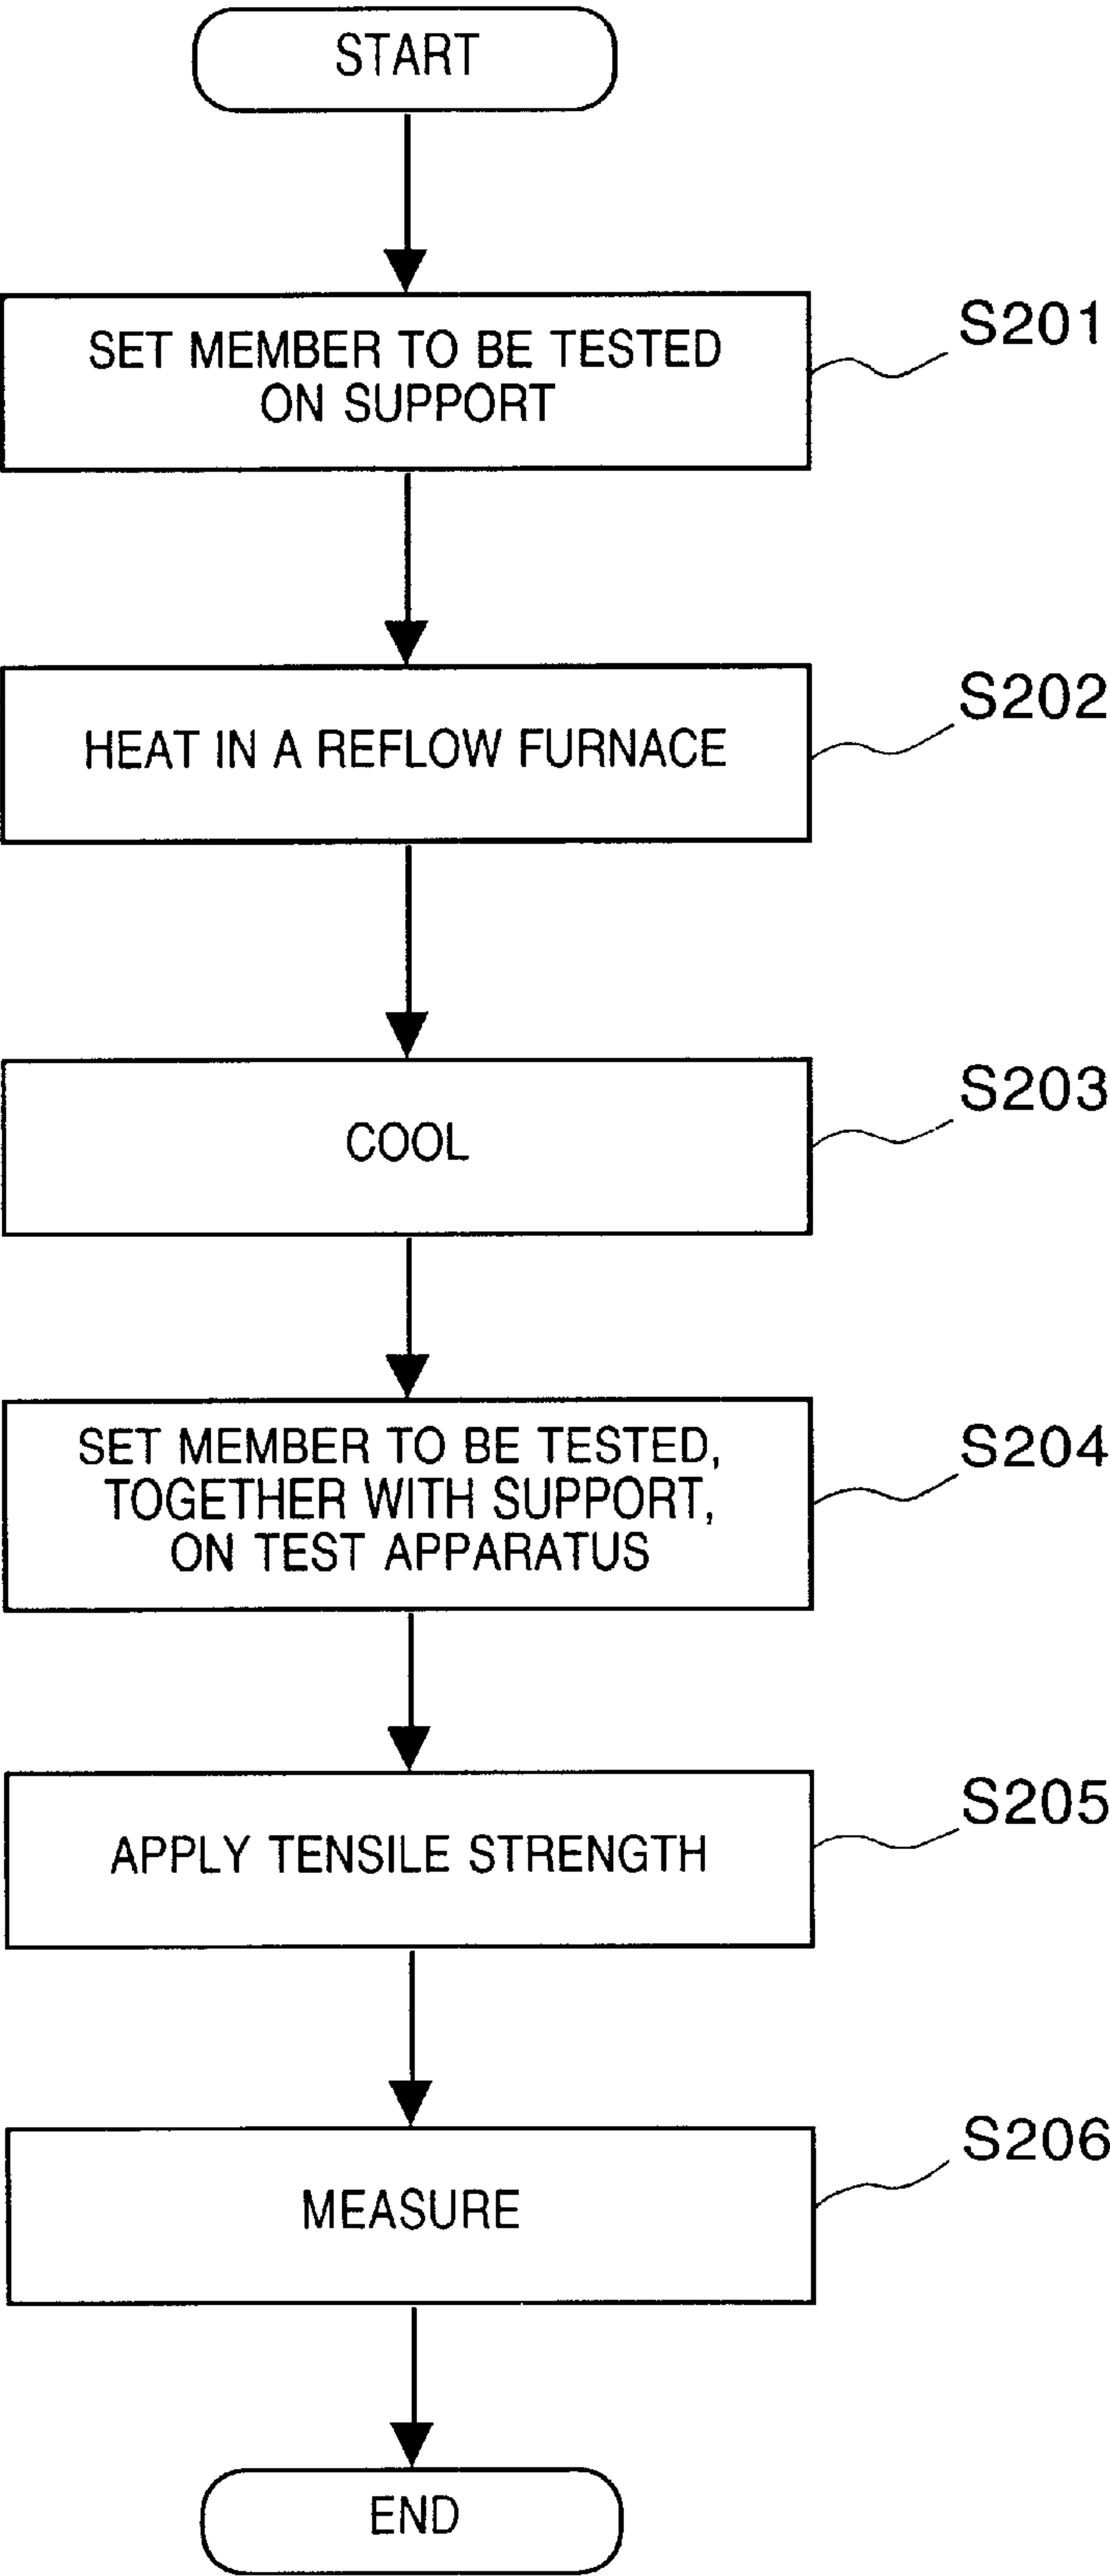 START
SET MEMBER TO BE TESTED
ON SUPPORT
S201
HEAT IN A REFLOW FURNACE
S202
COOL
S203
SET MEMBER TO BE TESTED,
TOGETHER WITH SUPPORT,
ON TEST APPARATUS
S204
APPLY TENSILE STRENGTH
S205
MEASURE
S206
END